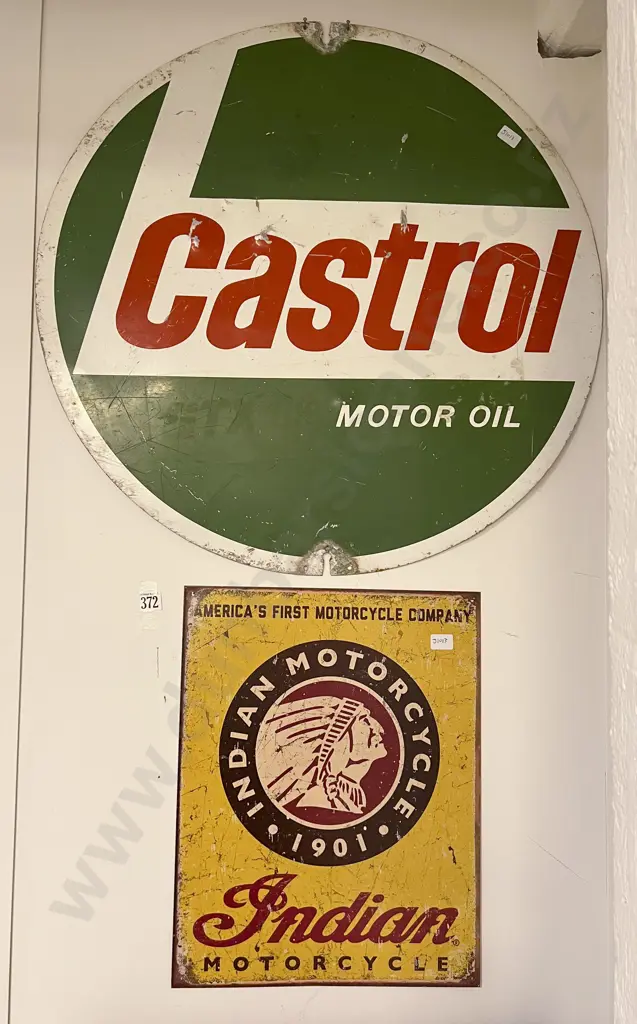 Castrol
MOTOR OIL
372
AMERICA'S FIRST MOTORCYCLE COMPANY
INDIAN MOTORCYCLE
• 1901 •
Indian
MOTORCYCLE